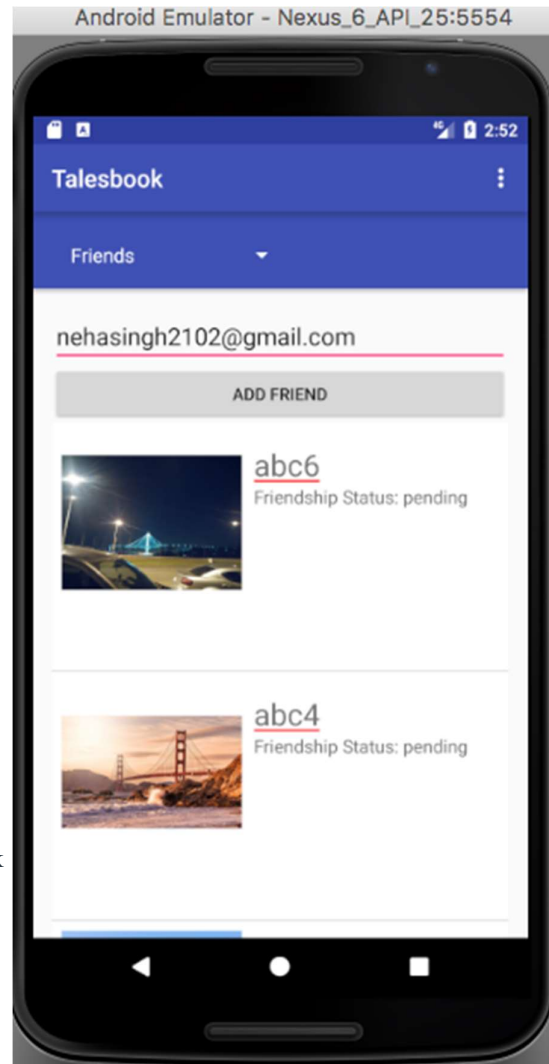 Android Emulator - Nexus_6_API_25:5554
4G 2:52
Talesbook
Friends
nehasingh2102@gmail.com
ADD FRIEND
abc6
Friendship Status: pending
abc4
Friendship Status: pending